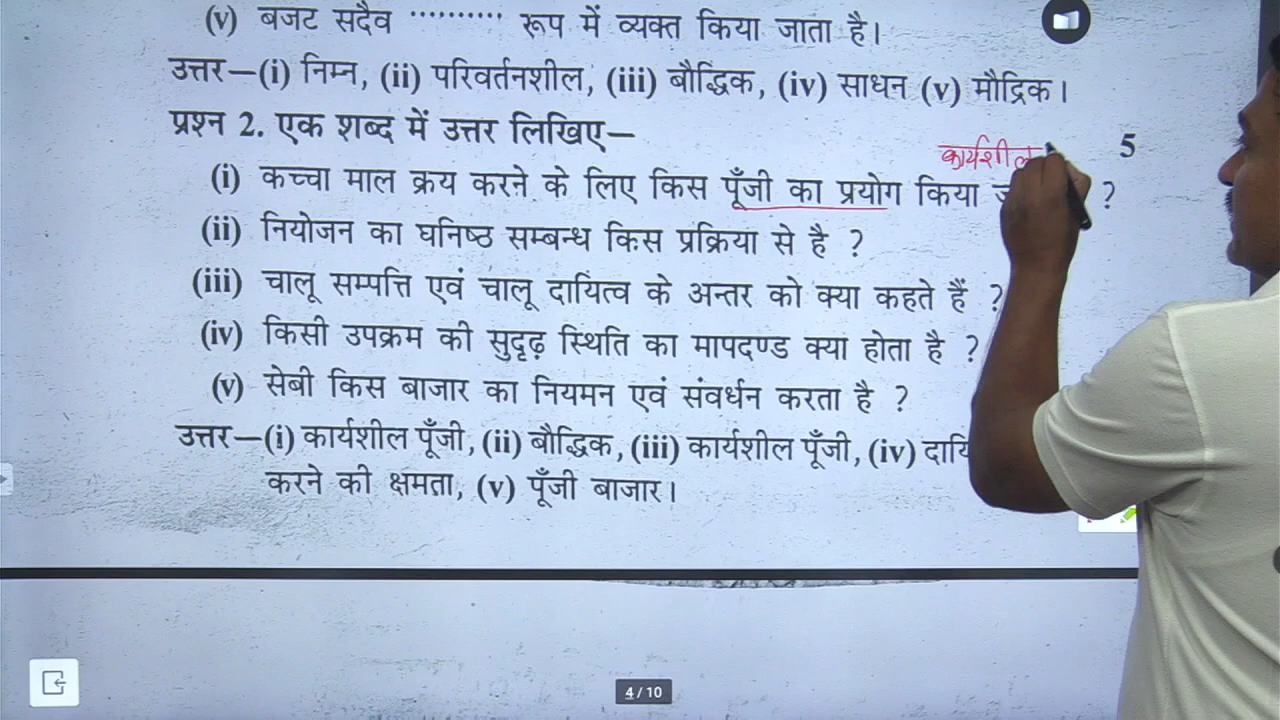 (v) बजट सदैव ·········· रूप में व्यक्त किया जाता है।
उत्तर—(i) निम्न, (ii) परिवर्तनशील, (iii) बौद्धिक, (iv) साधन (v) मौद्रिक।
प्रश्न 2. एक शब्द में उत्तर लिखिए—
5
कार्यशील
(i) कच्चा माल क्रय करने के लिए किस पूँजी का प्रयोग किया ?
(ii) नियोजन का घनिष्ठ सम्बन्ध किस प्रक्रिया से है ?
(iii) चालू सम्पत्ति एवं चालू दायित्व के अन्तर को क्या कहते हैं ?
(iv) किसी उपक्रम की सुदृढ़ स्थिति का मापदण्ड क्या होता है ?
(v) सेबी किस बाजार का नियमन एवं संवर्धन करता है ?
उत्तर—(i) कार्यशील पूँजी, (ii) बौद्धिक, (iii) कार्यशील पूँजी, (iv)
करने की क्षमता, (v) पूँजी बाजार।
4 / 10